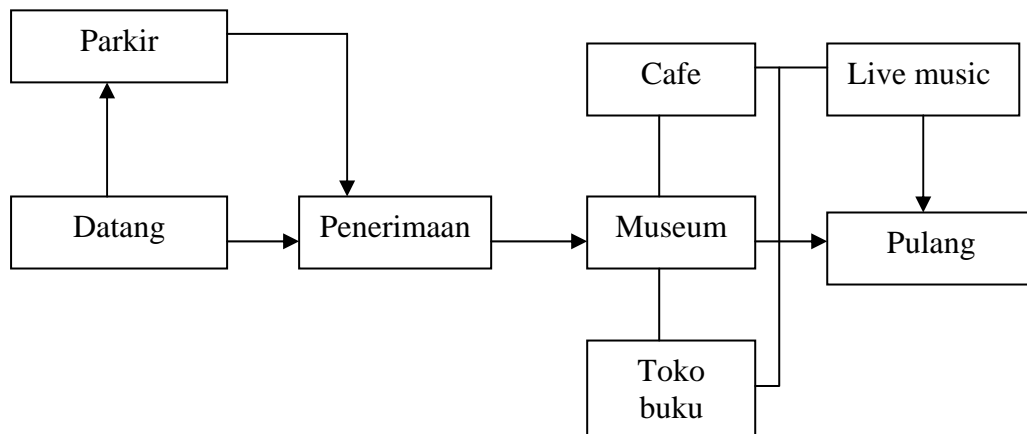 Parkir
Cafe
Live music
Datang
Penerimaan
Museum
Pulang
Toko
buku